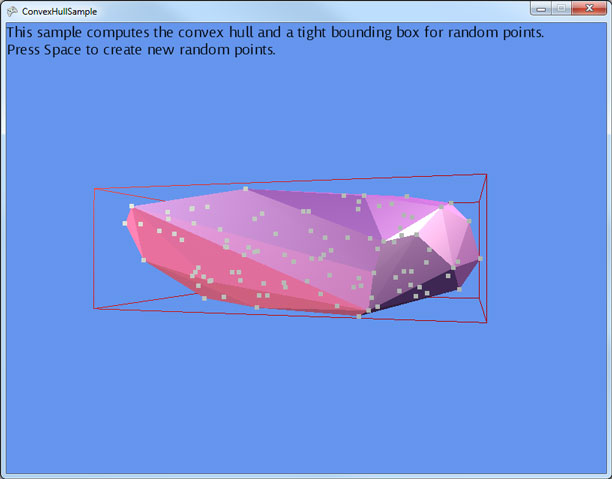 ConvexHullSample
This sample computes the convex hull and a tight bounding box for random points.
Press Space to create new random points.